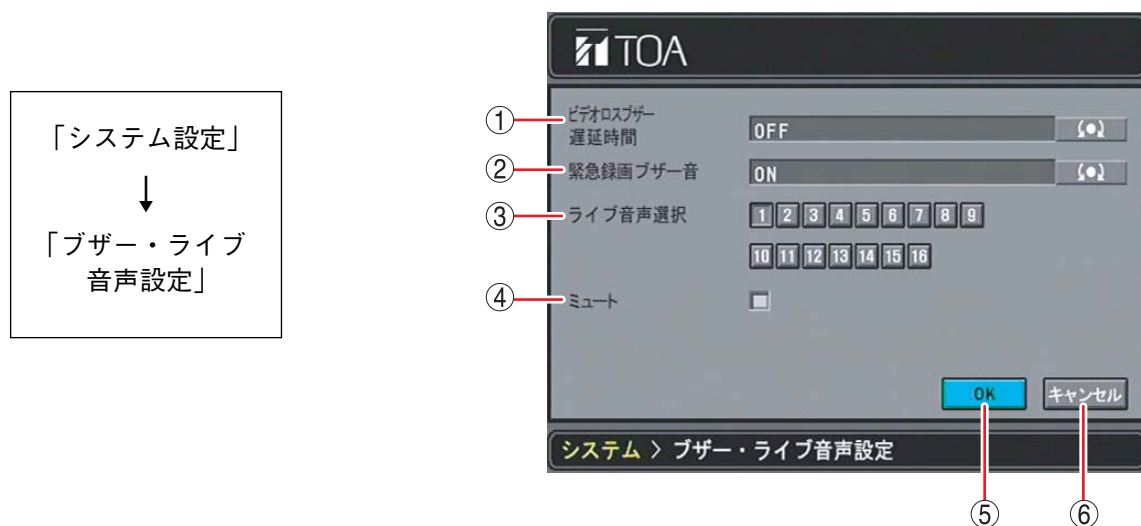 「システム設定」
↓
「ブザー・ライブ
音声設定」
TOA
① ビデオロスブザー
遅延時間 OFF
② 緊急録画ブザー音 ON
③ ライブ音声選択 1 2 3 4 5 6 7 8 9
10 11 12 13 14 15 16
④ ミュート
OK キャンセル
システム 〉 ブザー・ライブ音声設定
⑤ ⑥